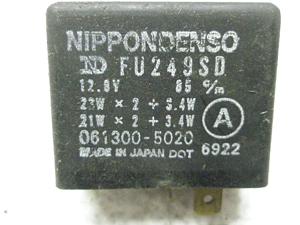 NIPPONDENSO
ND FU249SD
12.8V 85 c/m
23W × 2 + 3.4W
21W × 2 + 3.4W
061300-5020 A
MADE IN JAPAN DOT 6922